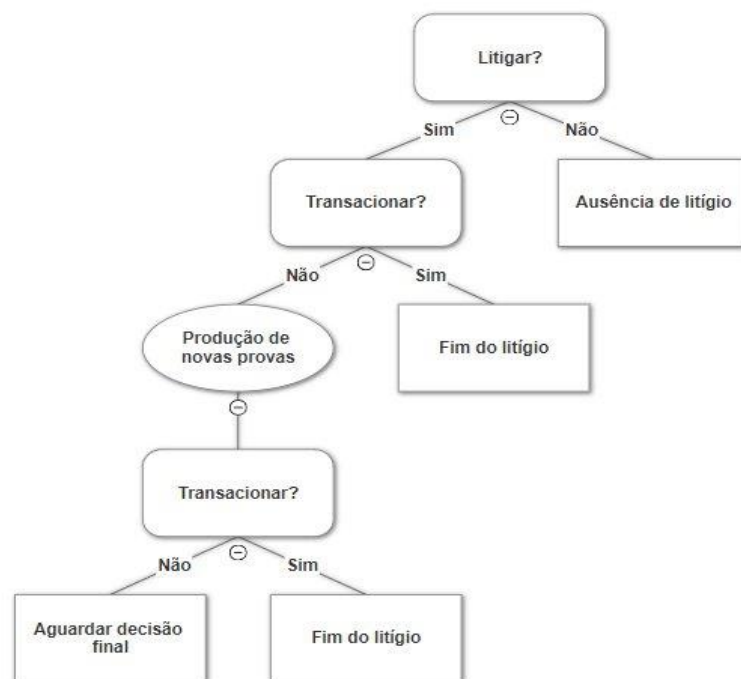 Litigar?
Sim
Não
Transacionar?
Ausência de litígio
Não
Sim
Produção de
novas provas
Fim do litígio
Transacionar?
Não
Sim
Aguardar decisão
final
Fim do litígio